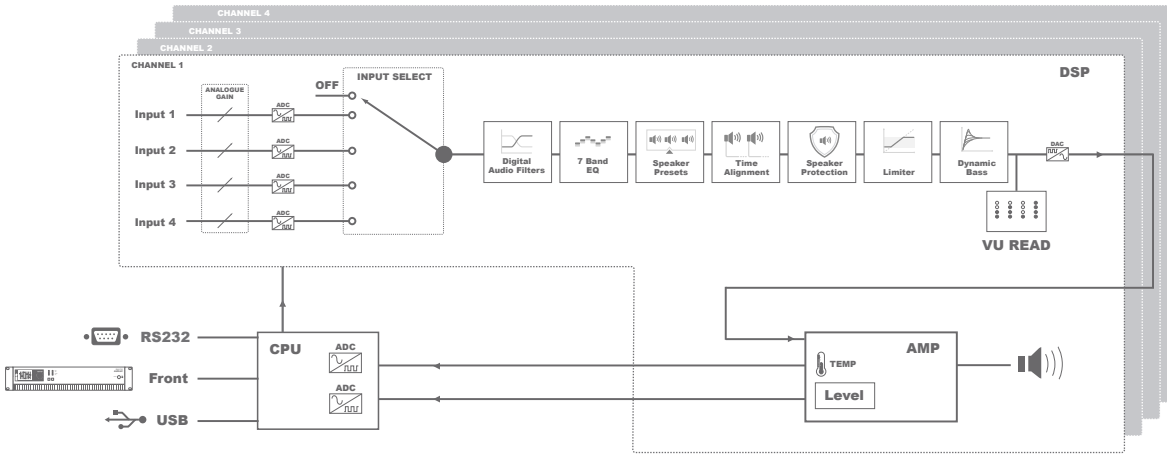 CHANNEL 4
CHANNEL 3
CHANNEL 2
CHANNEL 1
DSP
INPUT SELECT
OFF
ANALOGUE
GAIN
Input 1
ADC
Input 2
ADC
Input 3
ADC
Input 4
ADC
Digital
Audio Filters
7 Band
EQ
Speaker
Presets
Time
Alignment
Speaker
Protection
Limiter
Dynamic
Bass
DAC
VU READ
RS232
Front
USB
CPU
ADC
ADC
AMP
TEMP
Level